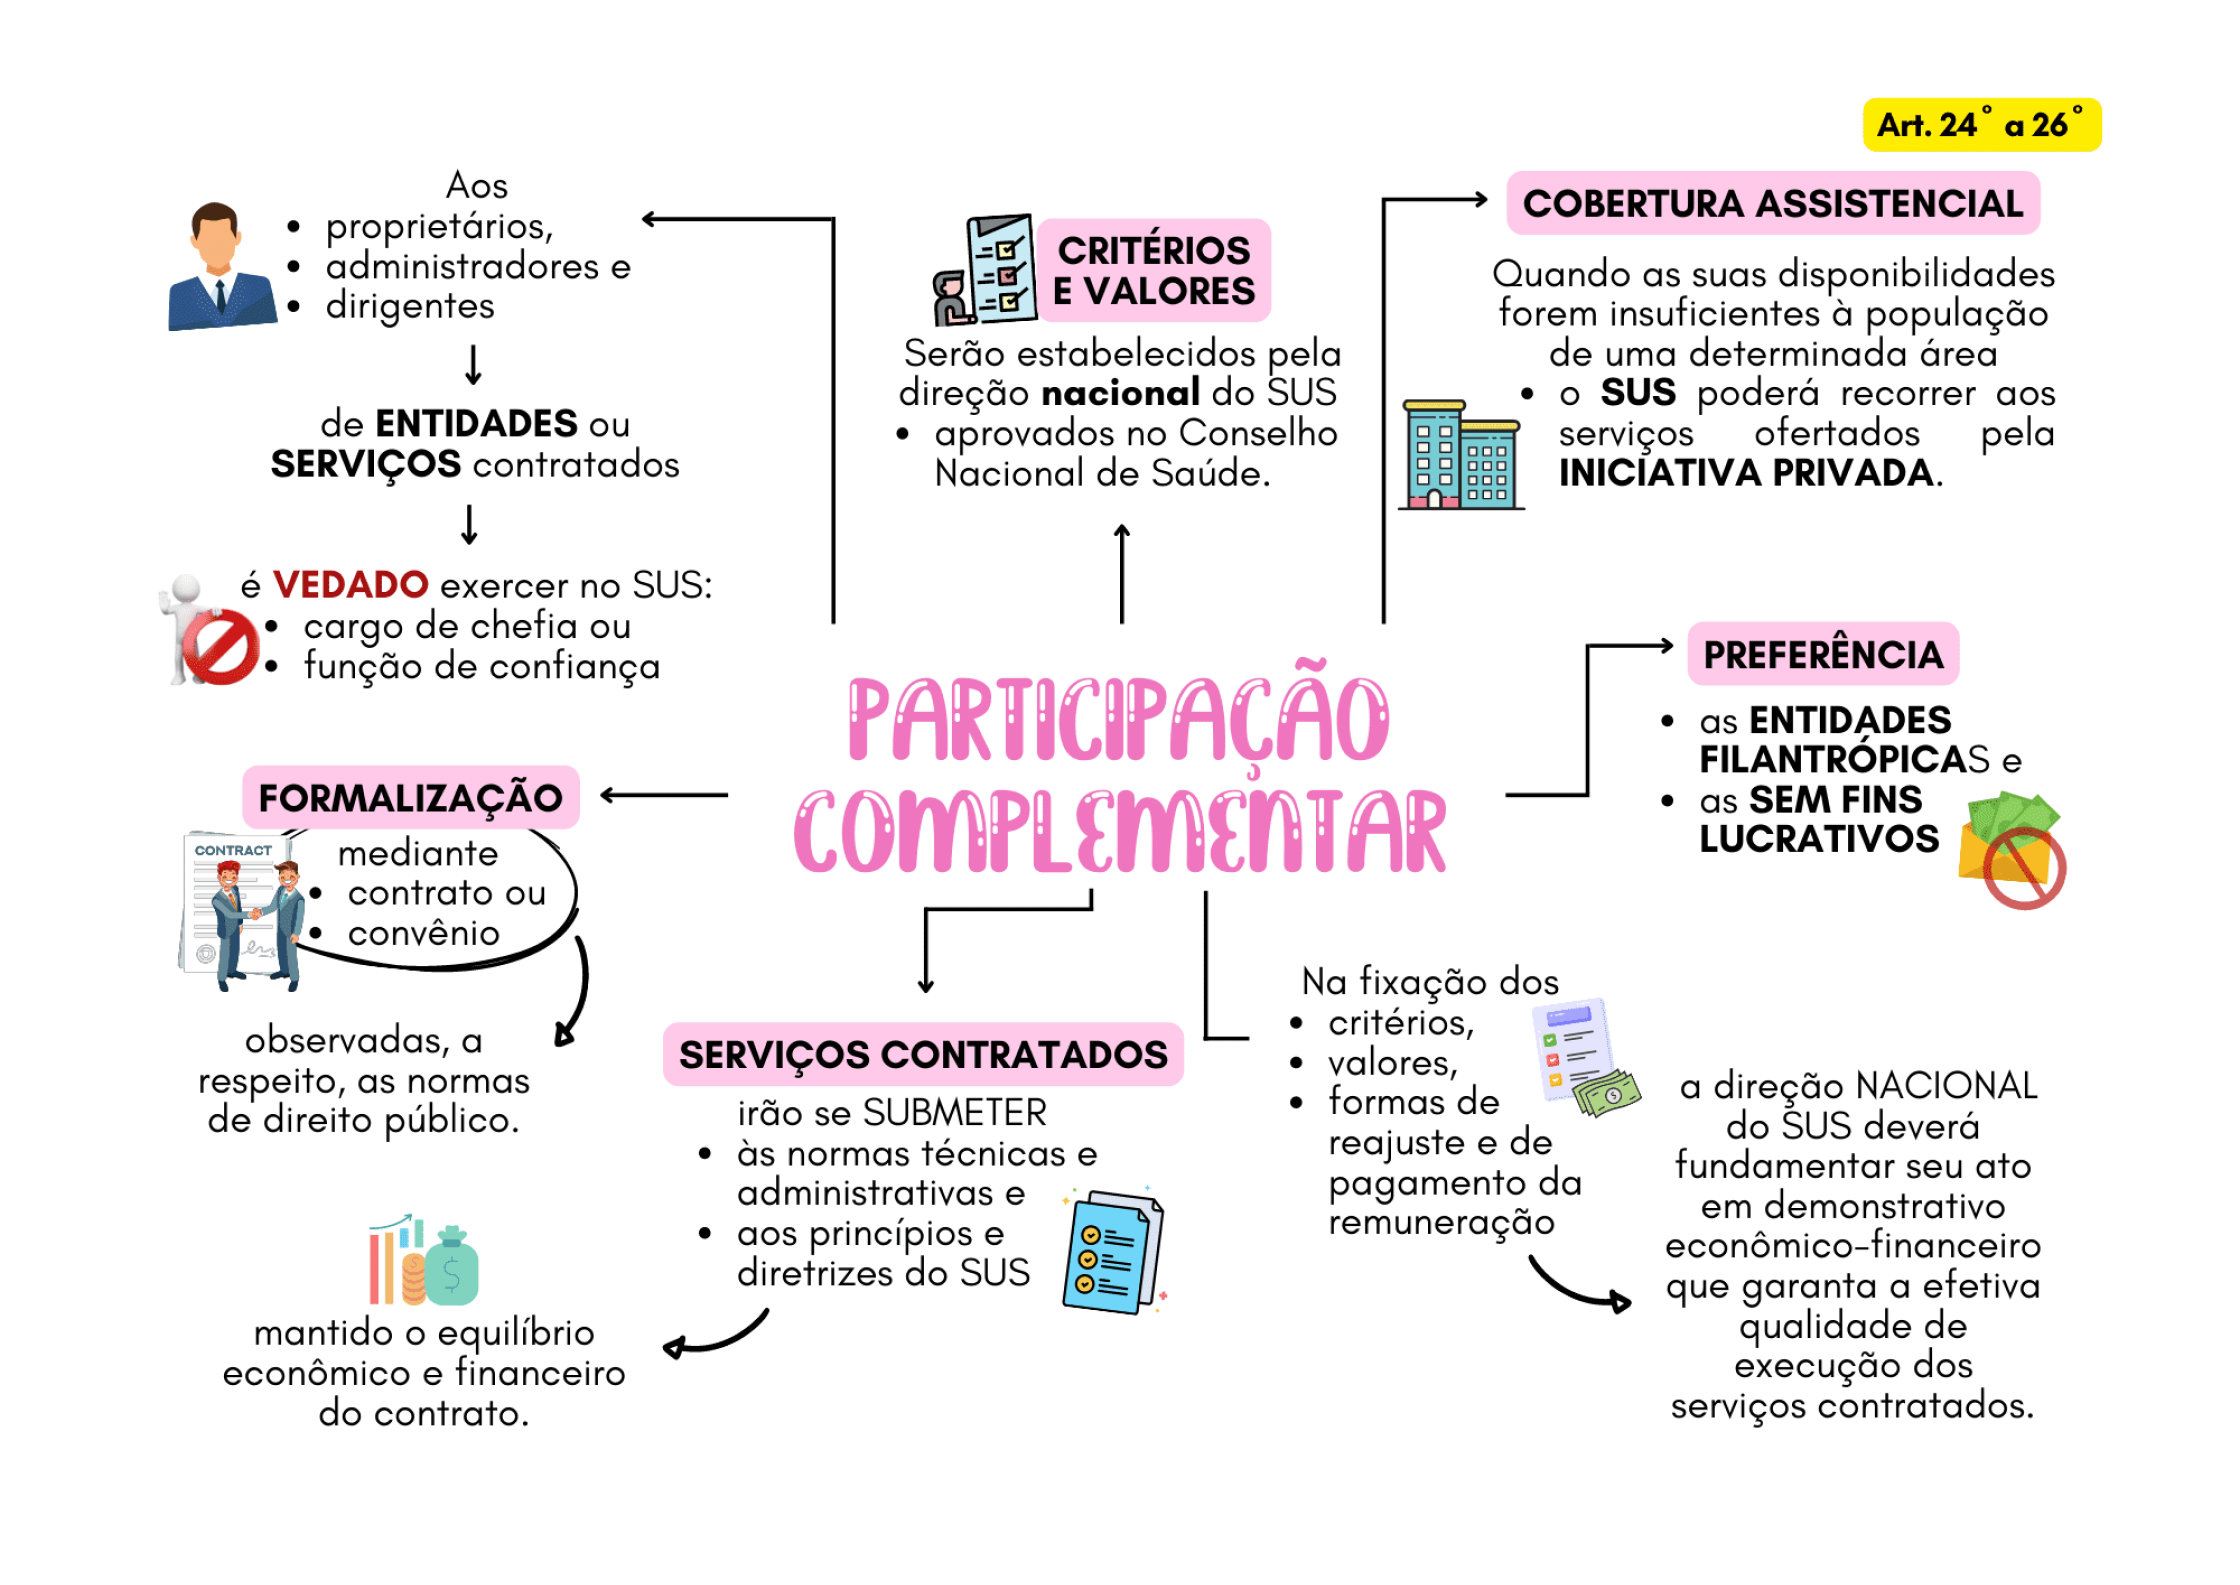 Art. 24° a 26°
Aos
• proprietários,
• administradores e
• dirigentes
de ENTIDADES ou
SERVIÇOS contratados
é VEDADO exercer no SUS:
• cargo de chefia ou
• função de confiança
CRITÉRIOS
E VALORES
Serão estabelecidos pela
direção nacional do SUS
• aprovados no Conselho
Nacional de Saúde.
COBERTURA ASSISTENCIAL
Quando as suas disponibilidades
forem insuficientes à população
de uma determinada área
• o SUS poderá recorrer aos
serviços ofertados pela
INICIATIVA PRIVADA.
PARTICIPAÇÃO
COMPLEMENTAR
PREFERÊNCIA
• as ENTIDADES
FILANTRÓPICAS e
• as SEM FINS
LUCRATIVOS
FORMALIZAÇÃO
CONTRACT
mediante
• contrato ou
• convênio
observadas, a
respeito, as normas
de direito público.
SERVIÇOS CONTRATADOS
irão se SUBMETER
• às normas técnicas e
administrativas e
• aos princípios e
diretrizes do SUS
mantido o equilíbrio
econômico e financeiro
do contrato.
Na fixação dos
• critérios,
• valores,
• formas de
reajuste e de
pagamento da
remuneração
a direção NACIONAL
do SUS deverá
fundamentar seu ato
em demonstrativo
econômico-financeiro
que garanta a efetiva
qualidade de
execução dos
serviços contratados.